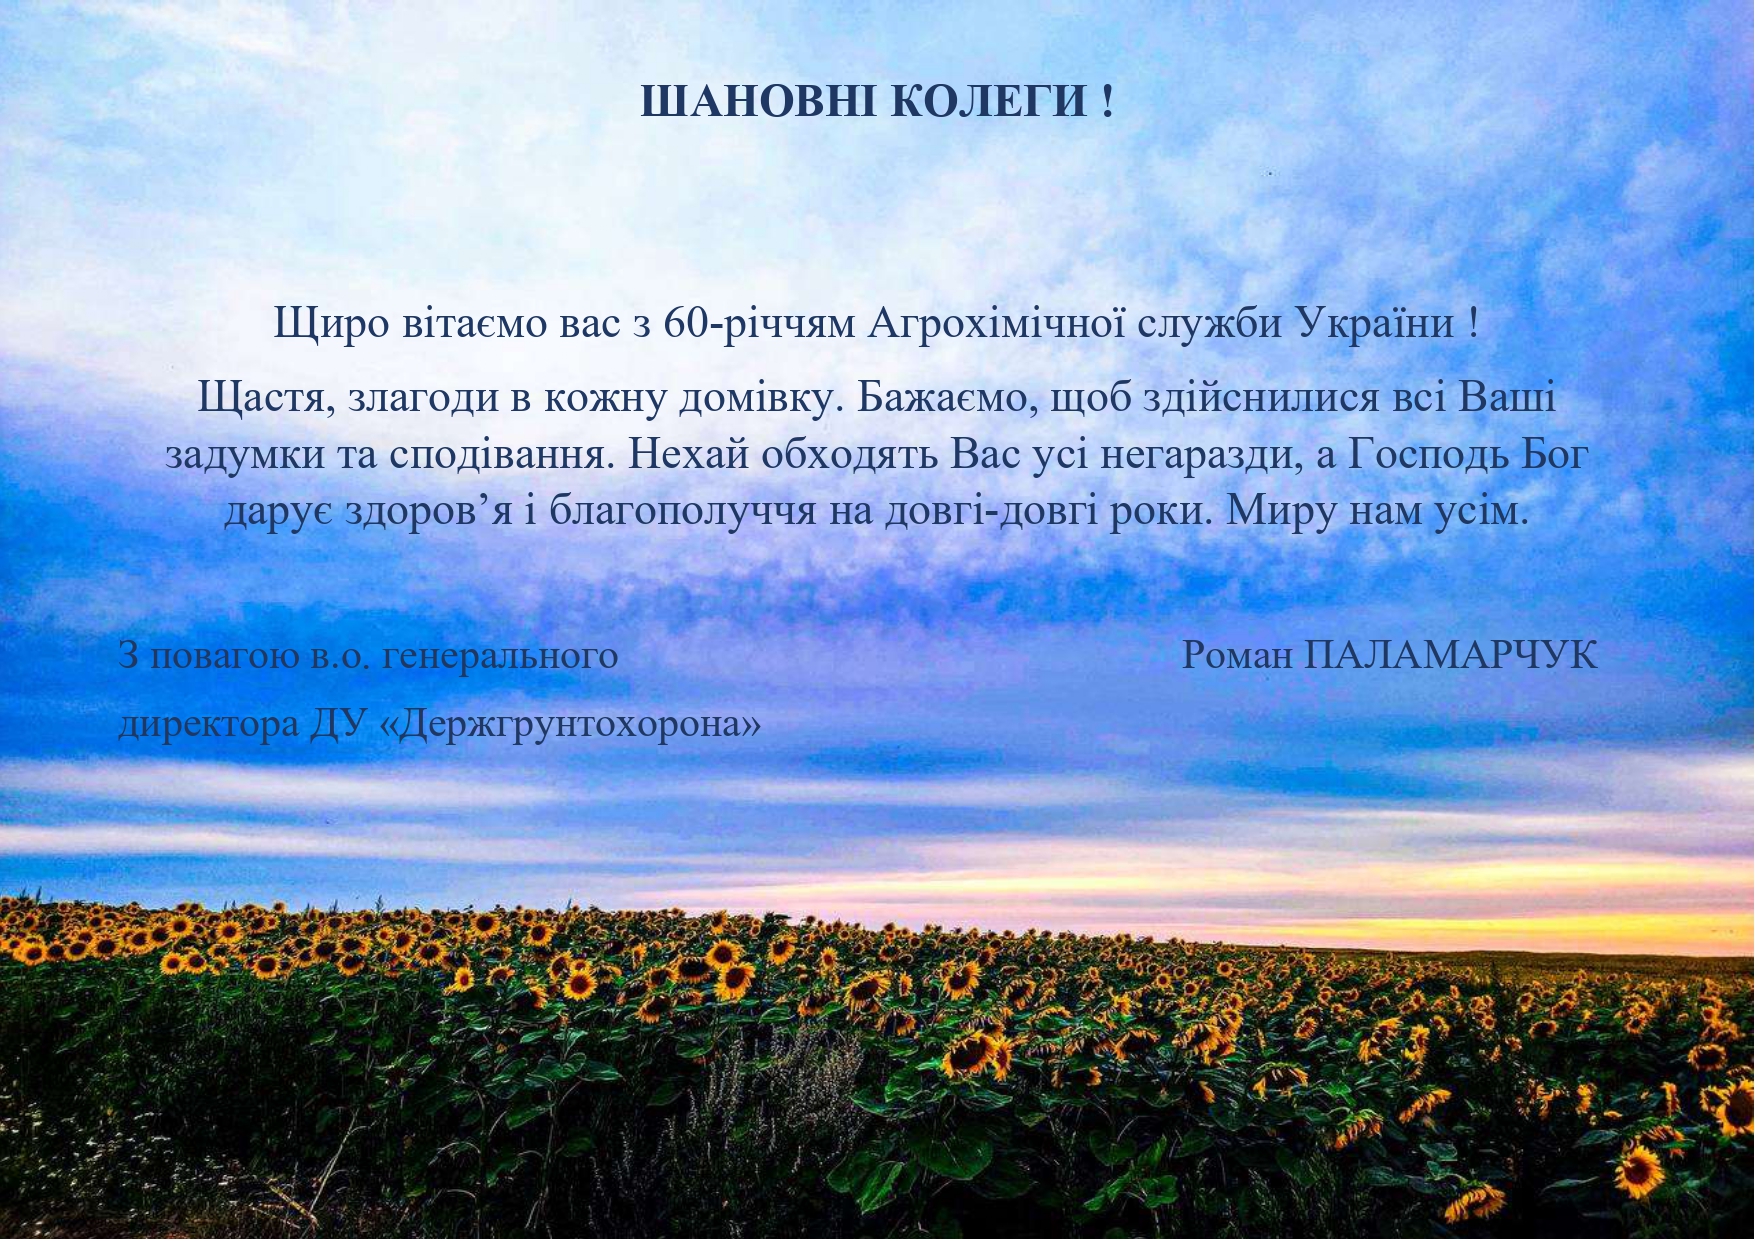 ШАНОВНІ КОЛЕГИ !
Щиро вітаємо вас з 60-річчям Агрохімічної служби України !
Щастя, злагоди в кожну домівку. Бажаємо, щоб здійснилися всі Ваші
задумки та сподівання. Нехай обходять Вас усі негаразди, а Господь Бог
дарує здоров’я і благополуччя на довгі-довгі роки. Миру нам усім.
З повагою в.о. генерального Роман ПАЛАМАРЧУК
директора ДУ «Держгрунтохорона»